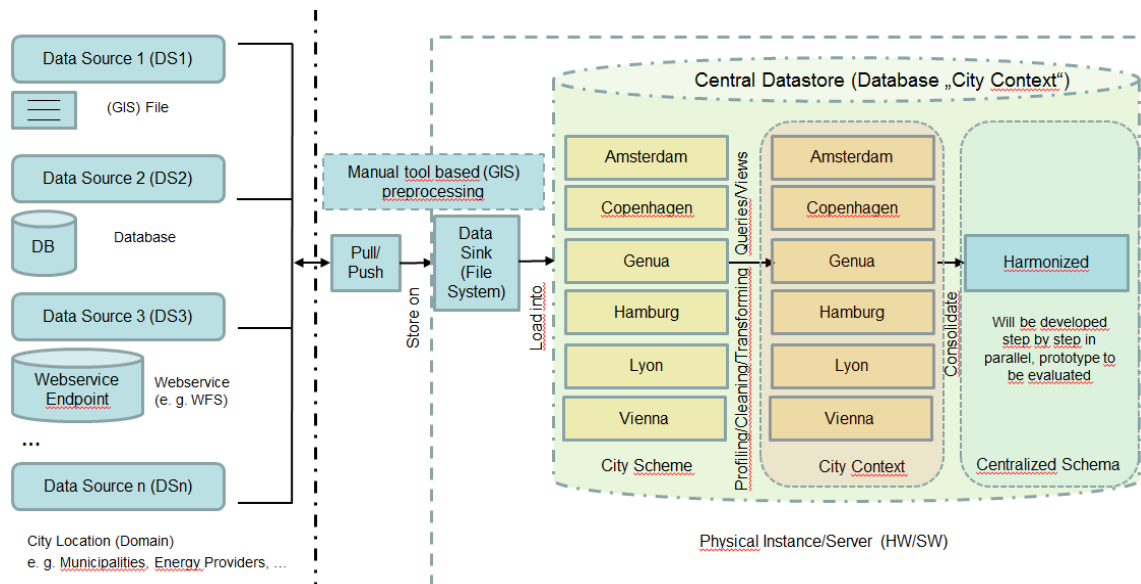 Data Source 1 (DS1)
(GIS) File
Data Source 2 (DS2)
DB
Database
Data Source 3 (DS3)
Webservice
Endpoint
Webservice
(e. g. WFS)
...
Data Source n (DSn)
City Location (Domain)
e. g. Municipalities, Energy Providers, ...
Manual tool based (GIS)
preprocessing
Pull/
Push
Store on
Data
Sink
(File
System)
Load into
Central Datastore (Database „City Context“)
Amsterdam
Copenhagen
Genua
Hamburg
Lyon
Vienna
City Scheme
Profiling/Cleaning/Transforming
Queries/Views
Amsterdam
Copenhagen
Genua
Hamburg
Lyon
Vienna
City Context
Consolidate
Harmonized
Will be developed
step by step in
parallel, prototype to
be evaluated
Centralized Schema
Physical Instance/Server (HW/SW)